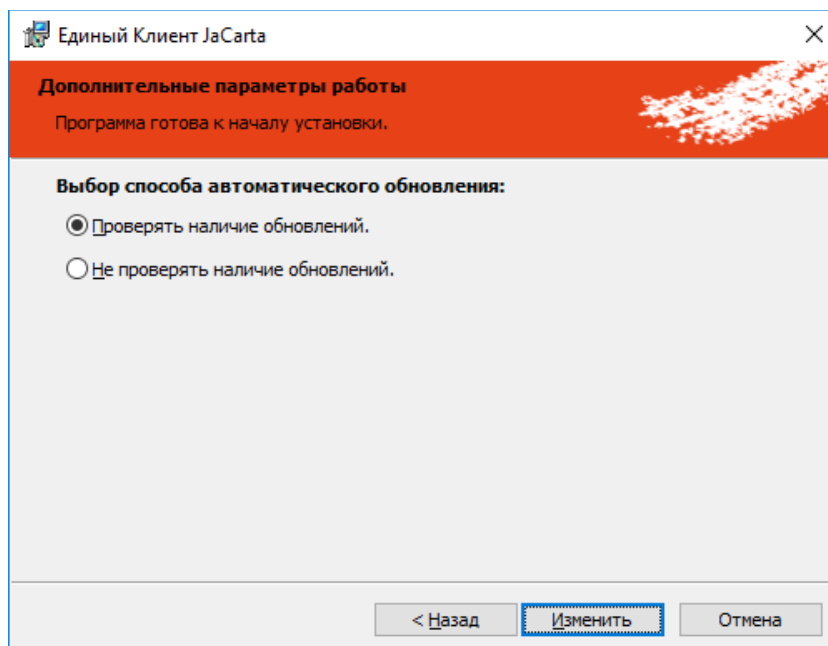 Единый Клиент JaCarta
Дополнительные параметры работы
Программа готова к началу установки.
Выбор способа автоматического обновления:
Проверять наличие обновлений.
Не проверять наличие обновлений.
< Назад
Изменить
Отмена